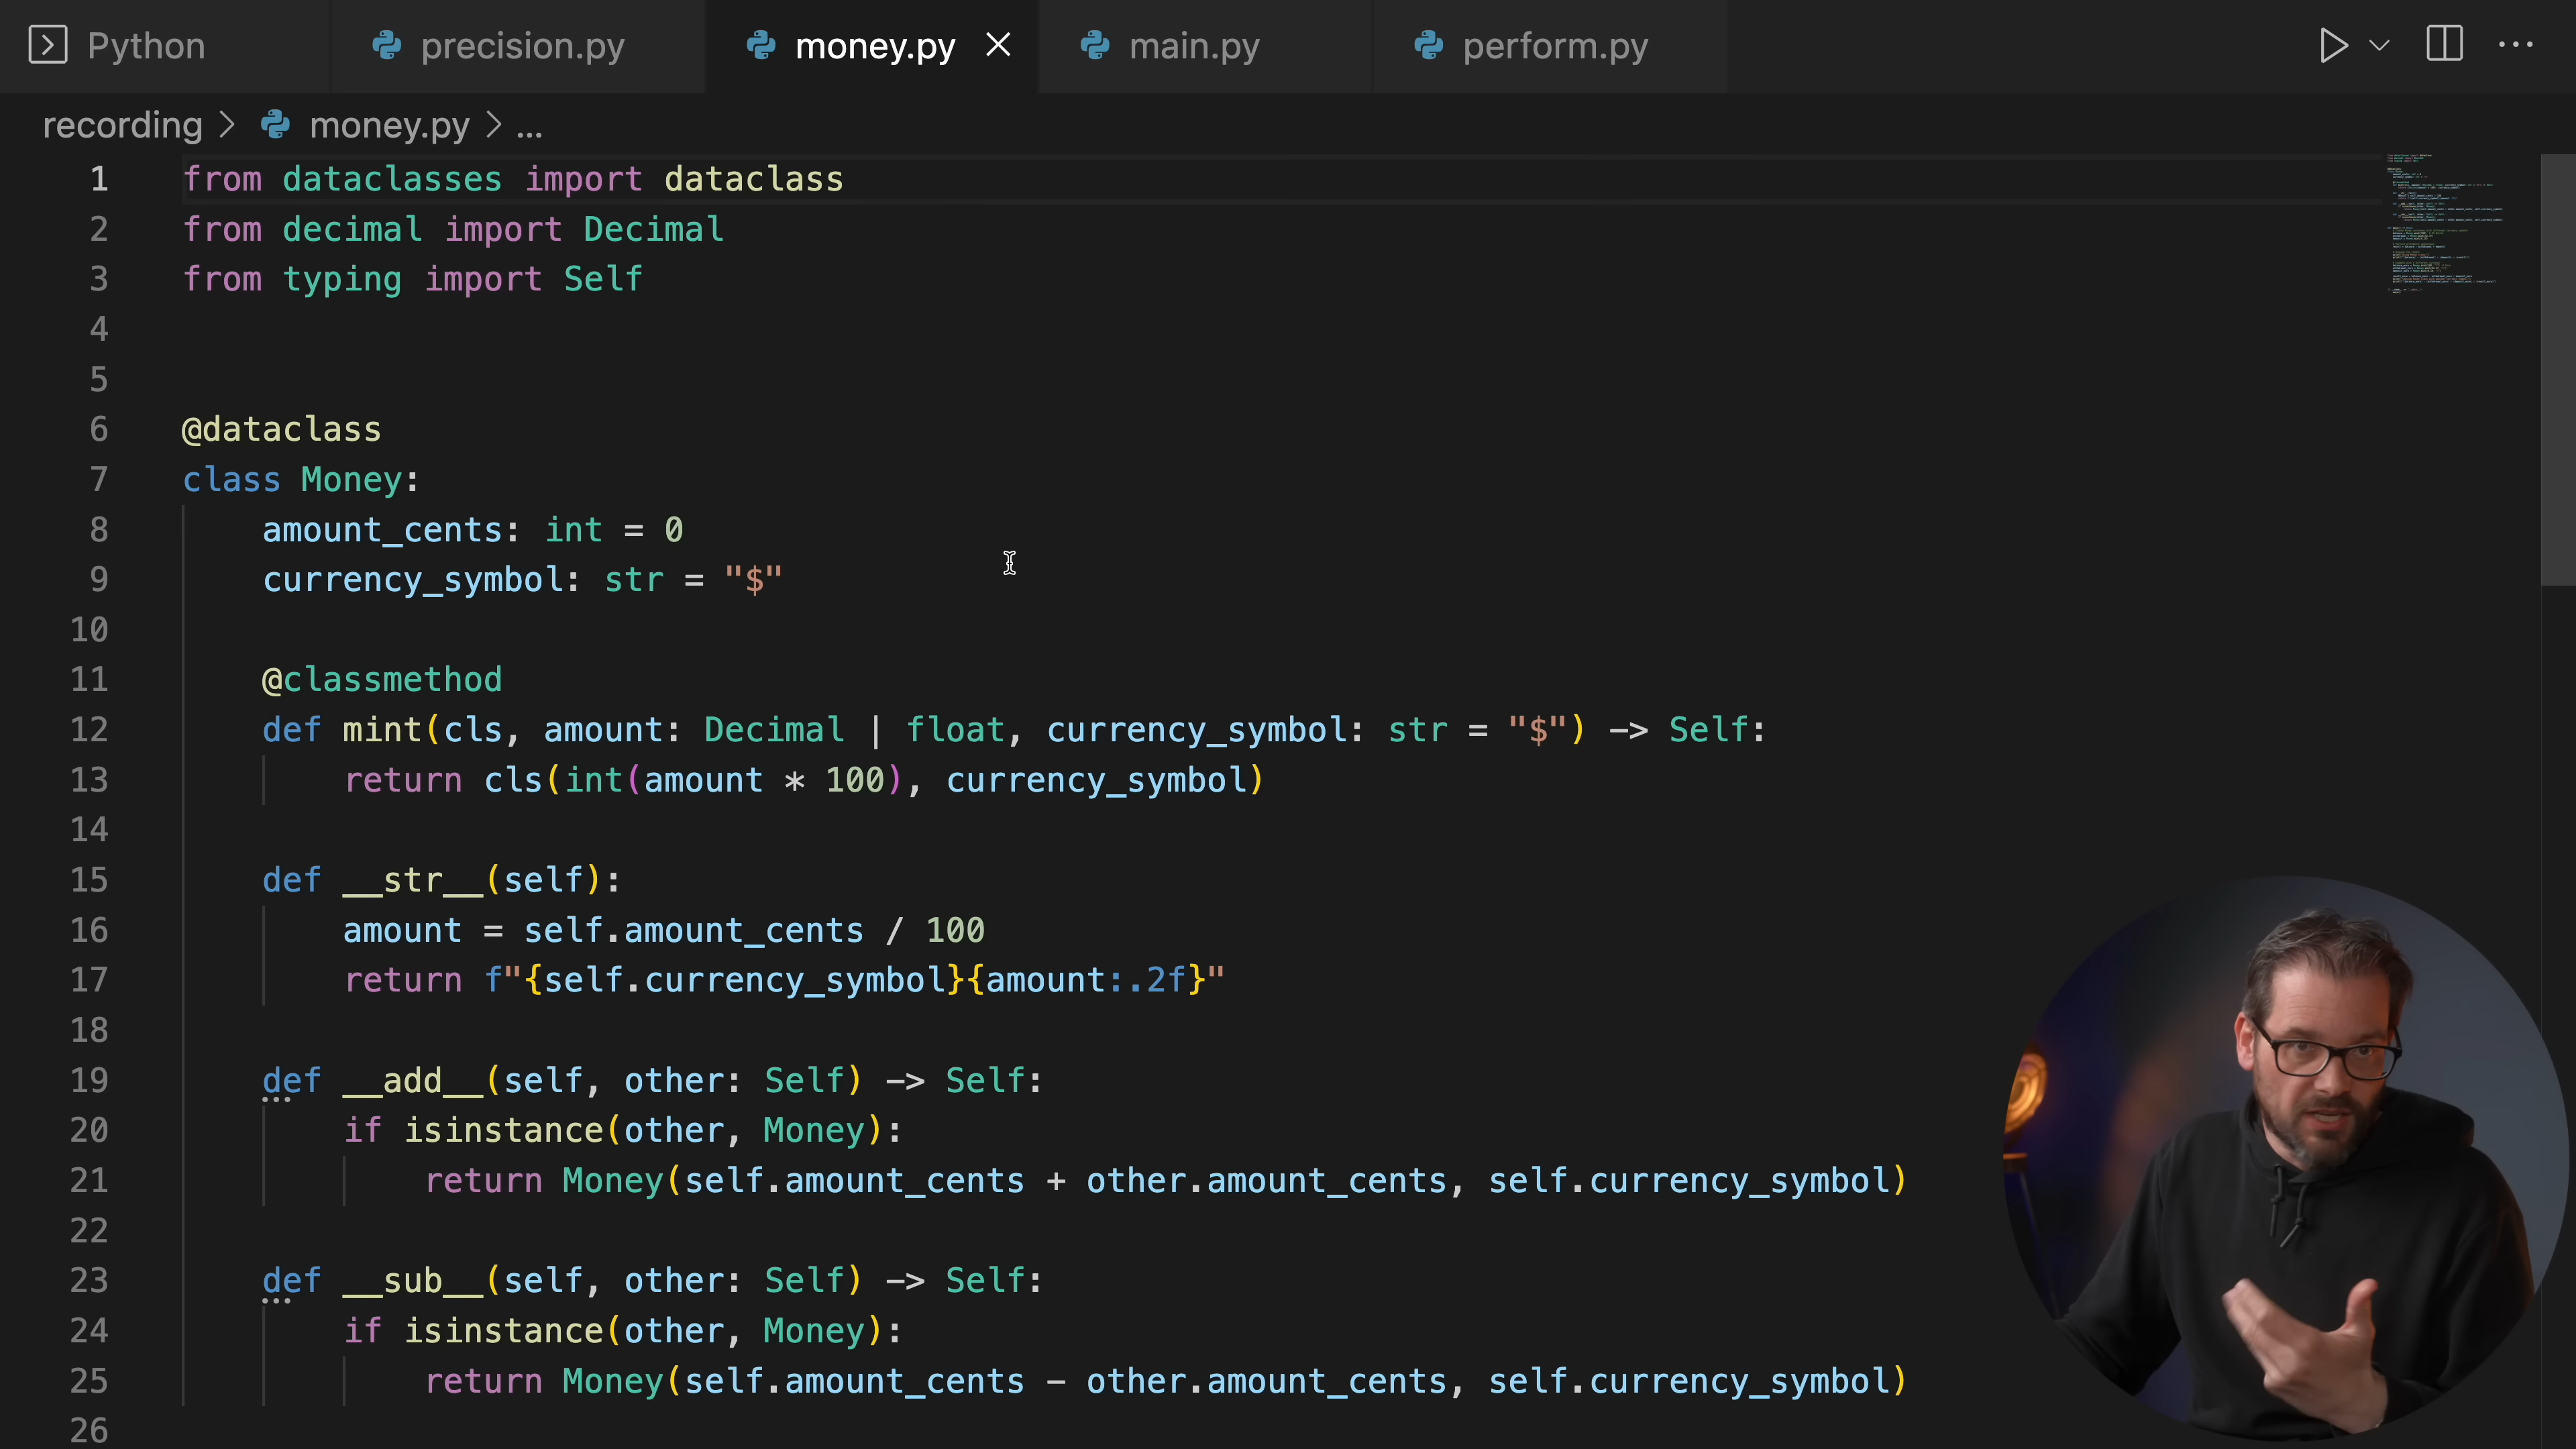 Python precision.py money.py main.py perform.py
recording > money.py > ...
1 from dataclasses import dataclass
2 from decimal import Decimal
3 from typing import Self
4
5
6 @dataclass
7 class Money:
8 amount_cents: int = 0
9 currency_symbol: str = "$"
10
11 @classmethod
12 def mint(cls, amount: Decimal | float, currency_symbol: str = "$") -> Self:
13 return cls(int(amount * 100), currency_symbol)
14
15 def __str__(self):
16 amount = self.amount_cents / 100
17 return f"{self.currency_symbol}{amount:.2f}"
18
19 def __add__(self, other: Self) -> Self:
20 if isinstance(other, Money):
21 return Money(self.amount_cents + other.amount_cents, self.currency_symbol)
22
23 def __sub__(self, other: Self) -> Self:
24 if isinstance(other, Money):
25 return Money(self.amount_cents - other.amount_cents, self.currency_symbol)
26